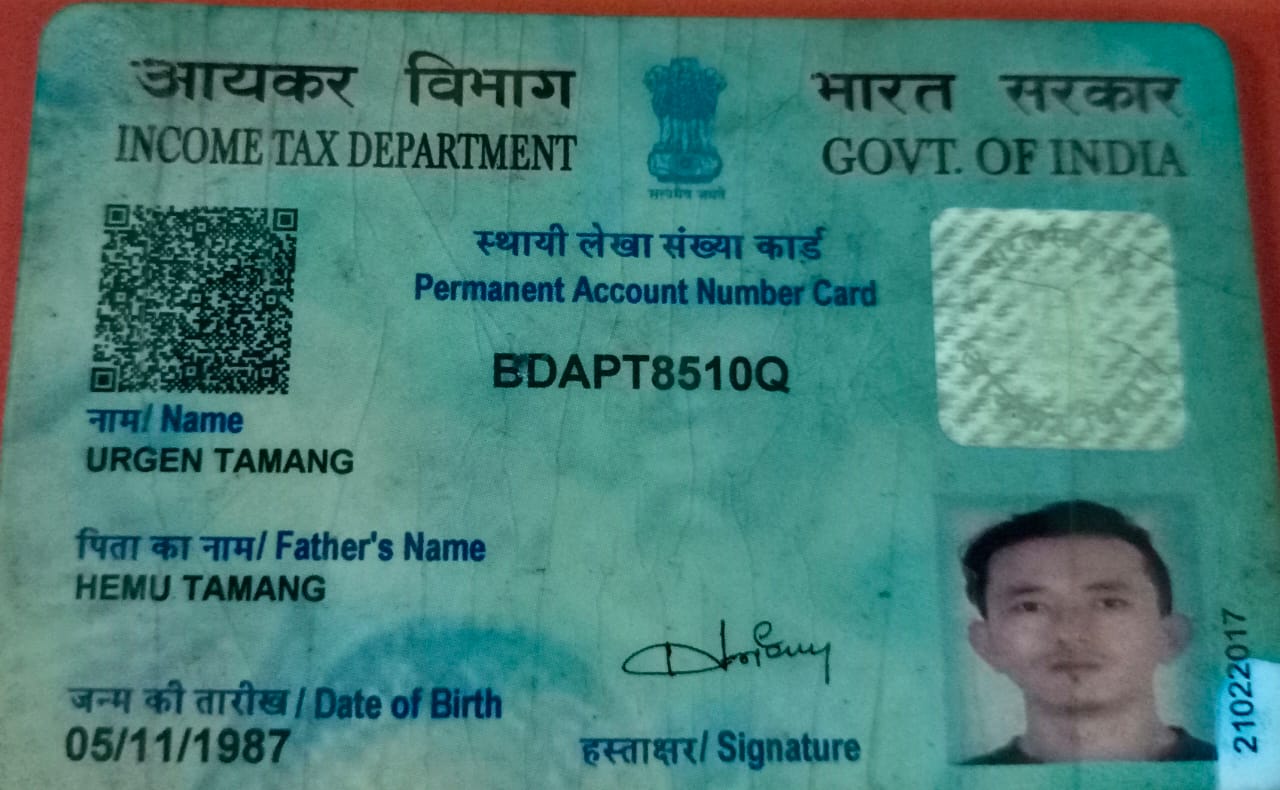 आयकर विभाग
INCOME TAX DEPARTMENT
भारत सरकार
GOVT. OF INDIA
सत्यमेव जयते
स्थायी लेखा संख्या कार्ड
Permanent Account Number Card
BDAPT8510Q
नाम/ Name
URGEN TAMANG
पिता का नाम/ Father's Name
HEMU TAMANG
जन्म की तारीख / Date of Birth
05/11/1987
हस्ताक्षर/ Signature
21022017